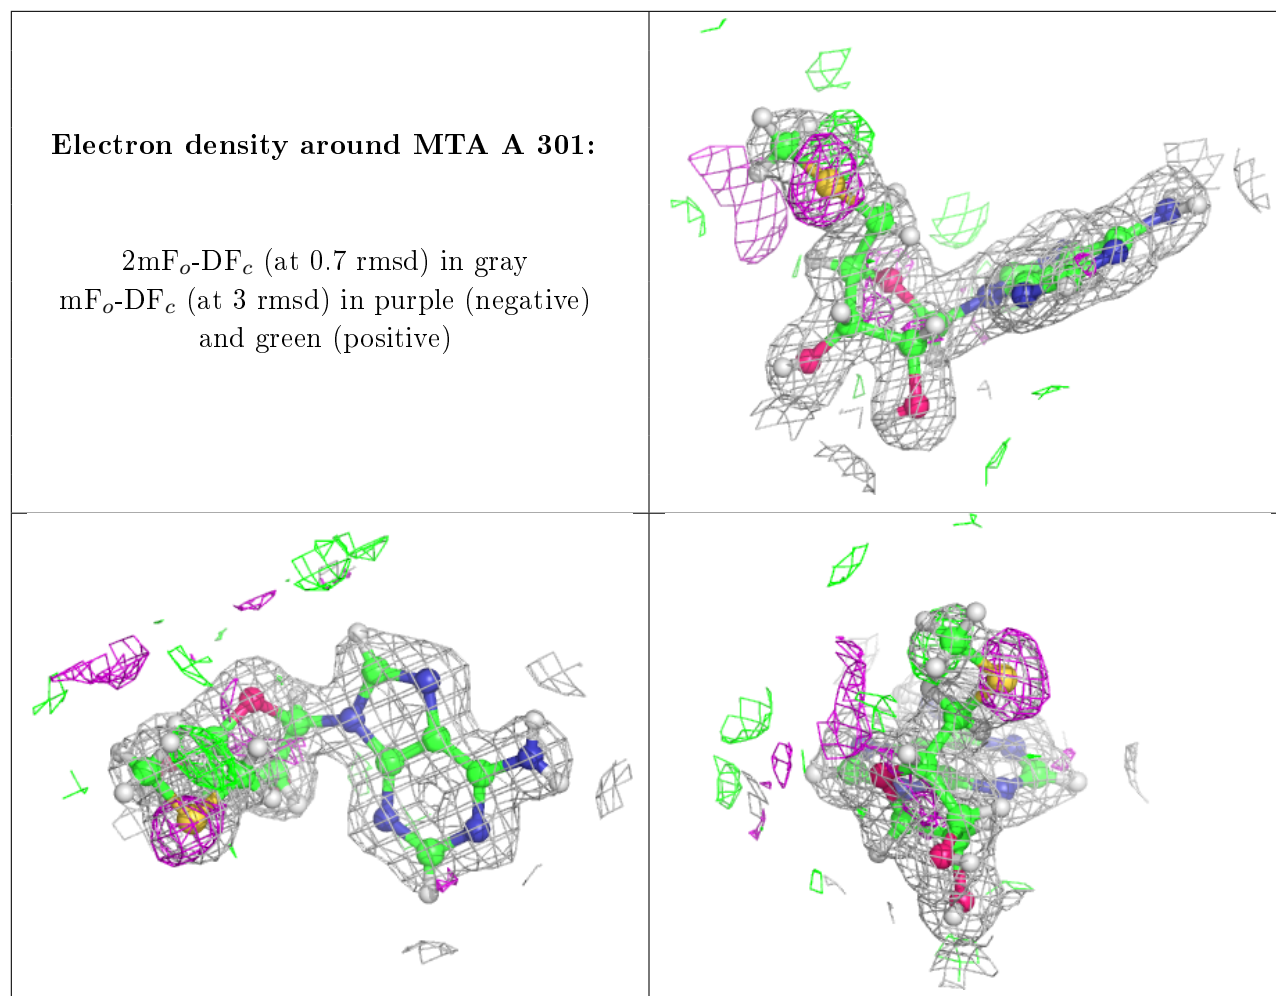 Electron density around MTA A 301:
2mFo-DFc (at 0.7 rmsd) in gray
mFo-DFc (at 3 rmsd) in purple (negative)
and green (positive)